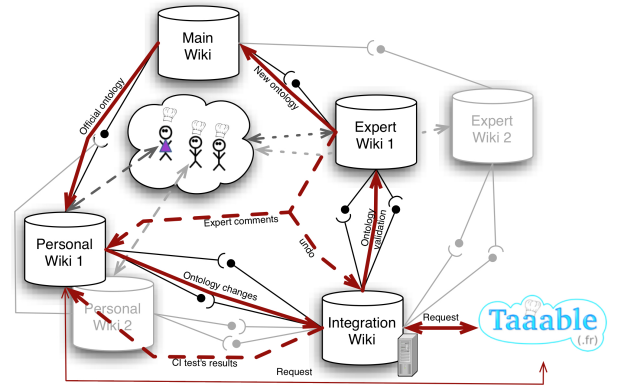 Main
Wiki
Official ontology
New ontology
Expert
Wiki 1
Expert
Wiki 2
Expert comments
Ontology
validation
undo
Personal
Wiki 1
Ontology changes
Personal
Wiki 2
Integration
Wiki
Request
Taaable
(.fr)
CI test's results
Request